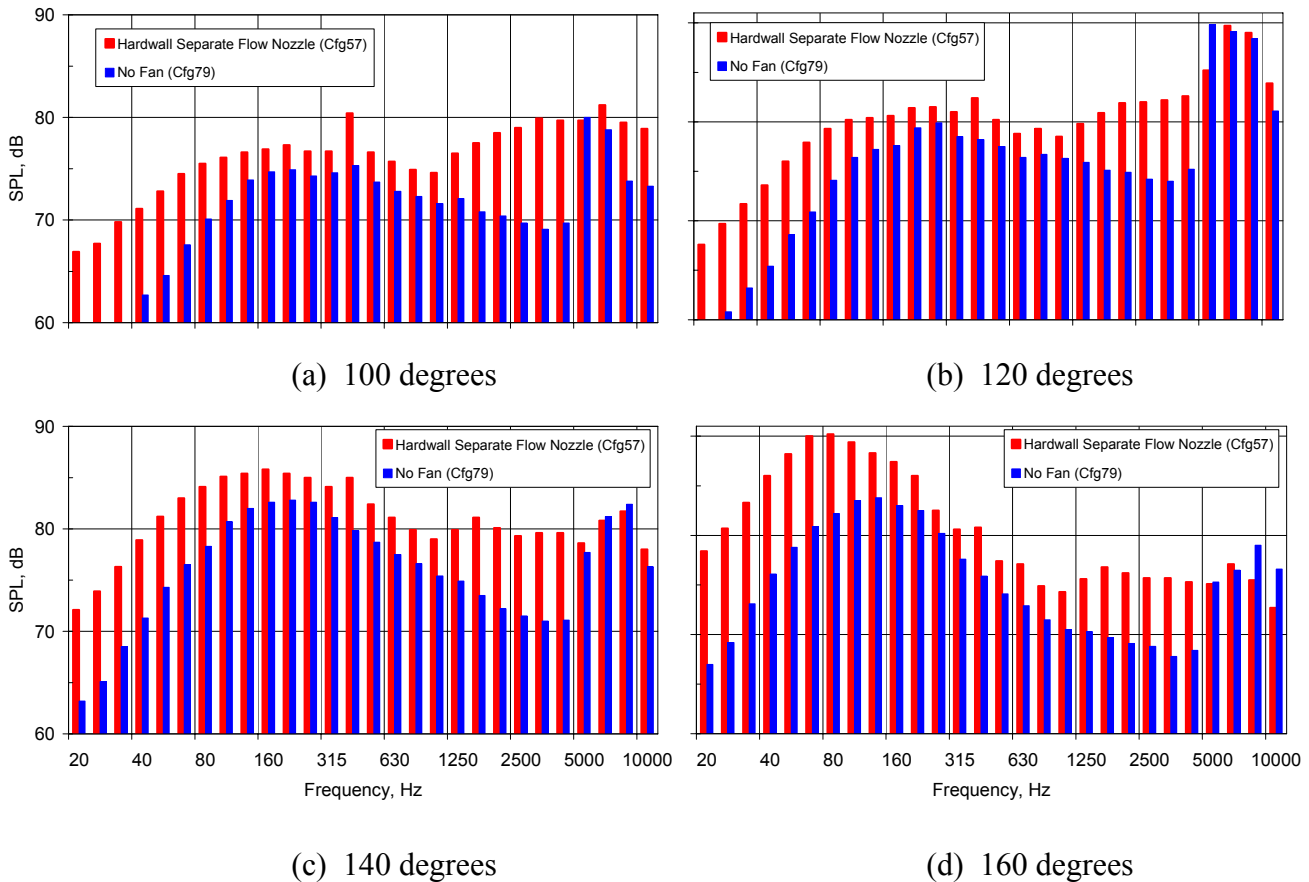 90
80
70
60
SPL, dB
Hardwall Separate Flow Nozzle (Cfg57)
No Fan (Cfg79)
(a) 100 degrees
Hardwall Separate Flow Nozzle (Cfg57)
No Fan (Cfg79)
(b) 120 degrees
90
80
70
60
SPL, dB
Hardwall Separate Flow Nozzle (Cfg57)
No Fan (Cfg79)
20 40 80 160 315 630 1250 2500 5000 10000
Frequency, Hz
(c) 140 degrees
Hardwall Separate Flow Nozzle (Cfg57)
No Fan (Cfg79)
20 40 80 160 315 630 1250 2500 5000 10000
Frequency, Hz
(d) 160 degrees